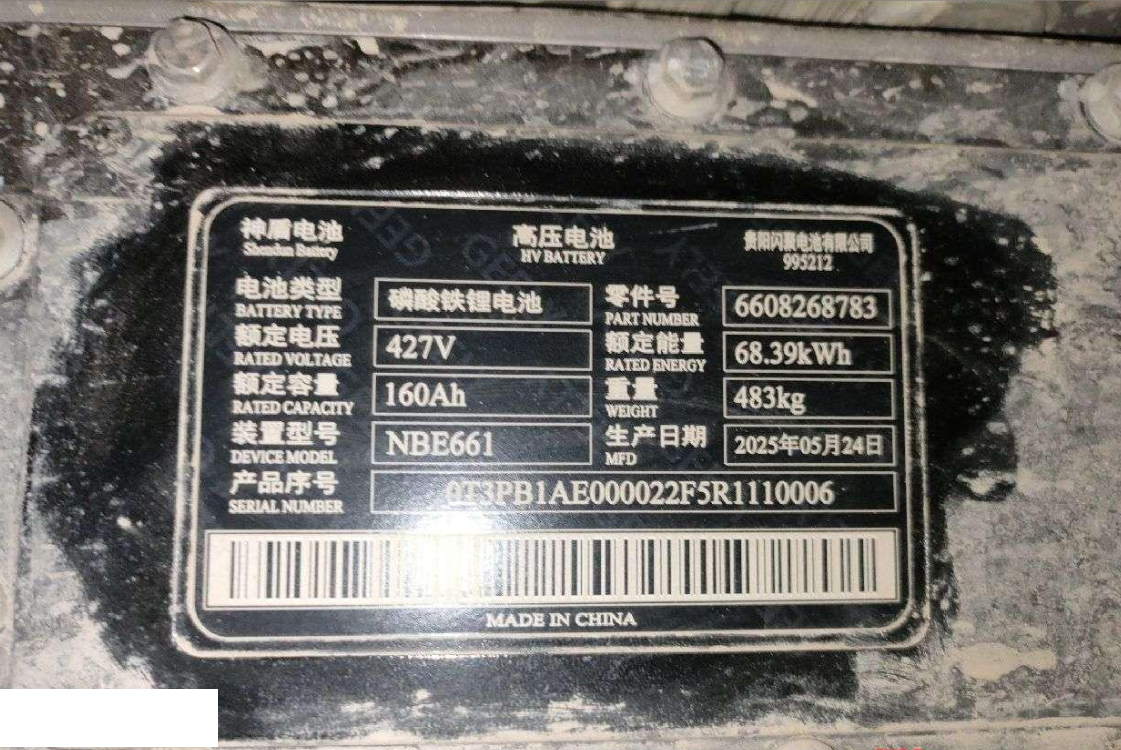 神盾电池
Shendun Battery
高压电池
HV BATTERY
贵阳闪聚电池有限公司
995212
电池类型
BATTERY TYPE
磷酸铁锂电池
零件号
PART NUMBER
6608268783
额定电压
RATED VOLTAGE
427V
额定能量
RATED ENERGY
68.39kWh
额定容量
RATED CAPACITY
160Ah
重量
WEIGHT
483kg
装置型号
DEVICE MODEL
NBE661
生产日期
MFD
2025年05月24日
产品序号
SERIAL NUMBER
0T3PB1AE000022F5R1110006
MADE IN CHINA